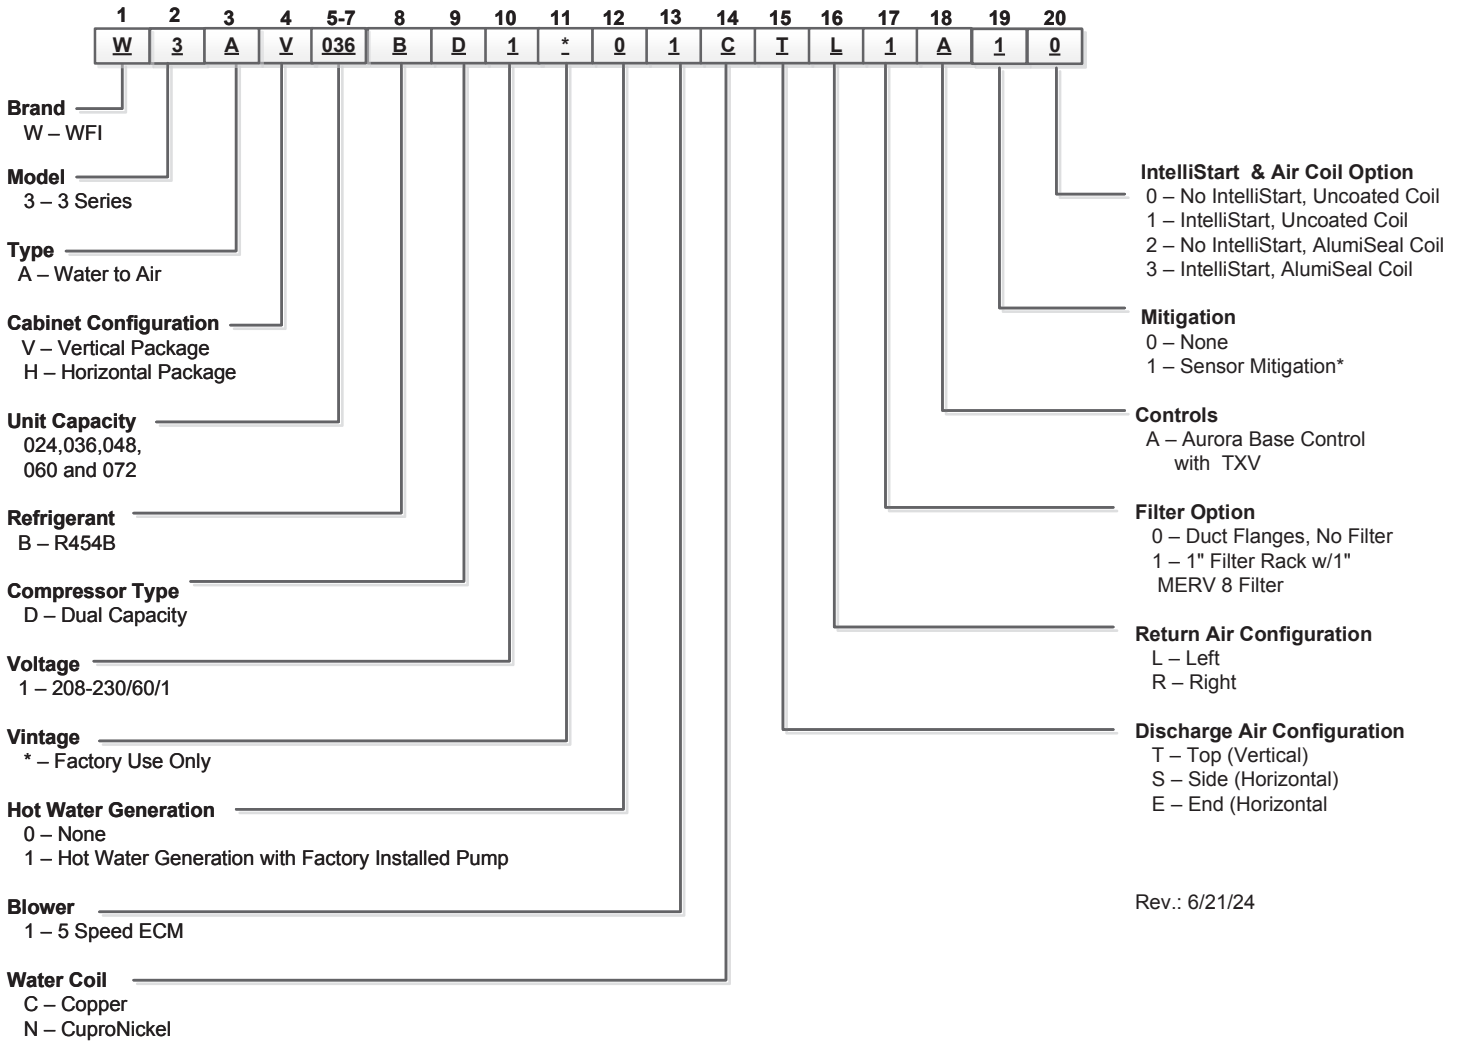 1 2 3 4 5-7 8 9 10 11 12 13 14 15 16 17 18 19 20
W 3 A V 036 B D 1 * 0 1 C T L 1 A 1 0
Brand
W – WFI
Model
3 – 3 Series
Type
A – Water to Air
Cabinet Configuration
V – Vertical Package
H – Horizontal Package
Unit Capacity
024,036,048,
060 and 072
Refrigerant
B – R454B
Compressor Type
D – Dual Capacity
Voltage
1 – 208-230/60/1
Vintage
* – Factory Use Only
Hot Water Generation
0 – None
1 – Hot Water Generation with Factory Installed Pump
Blower
1 – 5 Speed ECM
Water Coil
C – Copper
N – CuproNickel
IntelliStart & Air Coil Option
0 – No IntelliStart, Uncoated Coil
1 – IntelliStart, Uncoated Coil
2 – No IntelliStart, AlumiSeal Coil
3 – IntelliStart, AlumiSeal Coil
Mitigation
0 – None
1 – Sensor Mitigation*
Controls
A – Aurora Base Control
with TXV
Filter Option
0 – Duct Flanges, No Filter
1 – 1" Filter Rack w/1"
MERV 8 Filter
Return Air Configuration
L – Left
R – Right
Discharge Air Configuration
T – Top (Vertical)
S – Side (Horizontal)
E – End (Horizontal
Rev.: 6/21/24